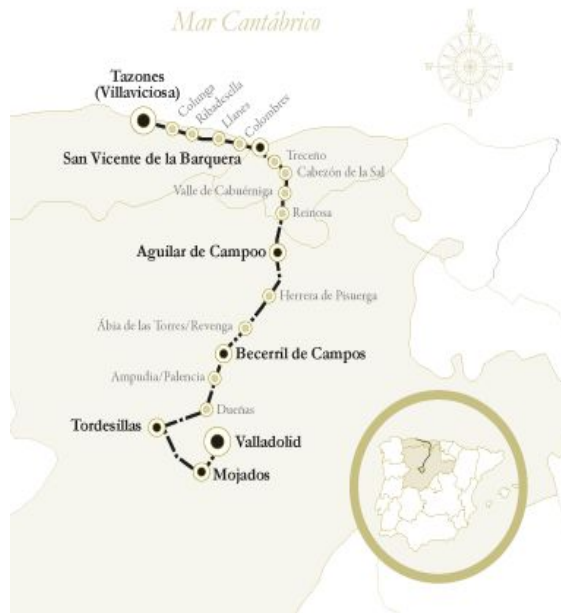 Mar Cantábrico
N
W
E
S
Tazones
(Villaviciosa)
Colunga
Ribadesella
Llanes
Colombres
San Vicente de la Barquera
Treceño
Cabezón de la Sal
Valle de Cabuérniga
Reinosa
Aguilar de Campoo
Herrera de Pisuerga
Ábia de las Torres/Revenga
Becerril de Campos
Ampudia/Palencia
Dueñas
Tordesillas
Valladolid
Mojados